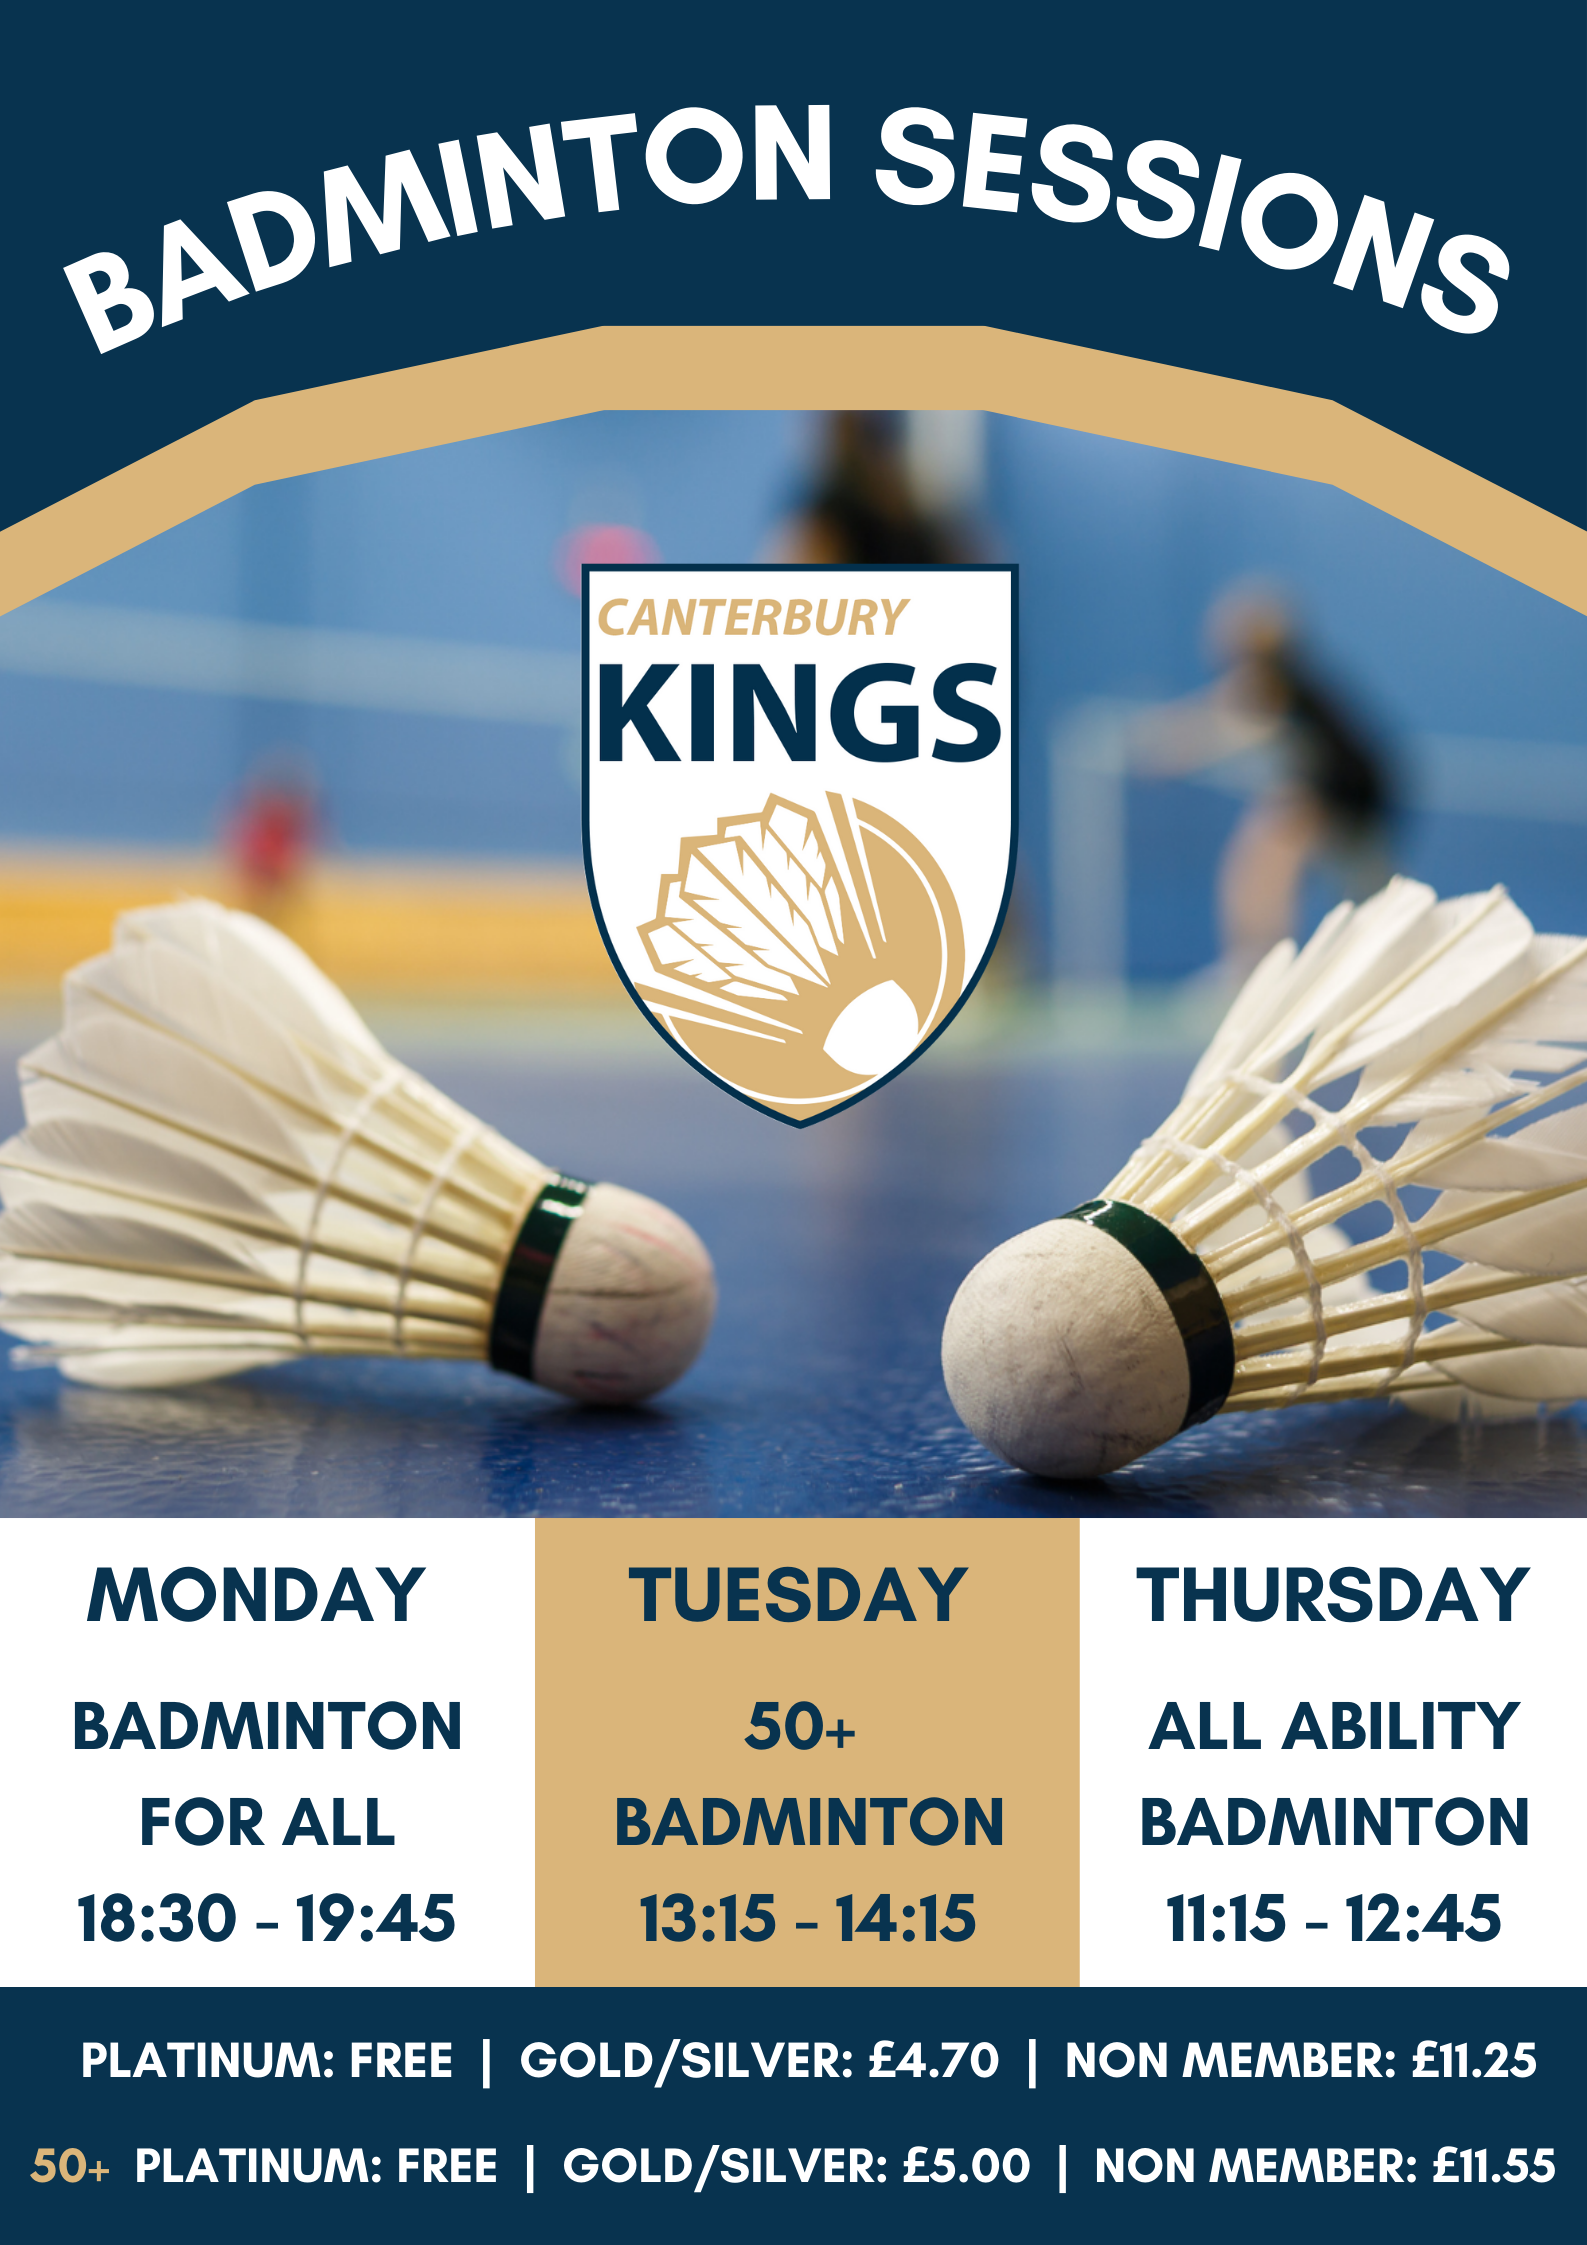 BADMINTON SESSIONS
CANTERBURY
KINGS
MONDAY
BADMINTON
FOR ALL
18:30 - 19:45
TUESDAY
50+
BADMINTON
13:15 - 14:15
THURSDAY
ALL ABILITY
BADMINTON
11:15 - 12:45
PLATINUM: FREE | GOLD/SILVER: £4.70 | NON MEMBER: £11.25
50+ PLATINUM: FREE | GOLD/SILVER: £5.00 | NON MEMBER: £11.55